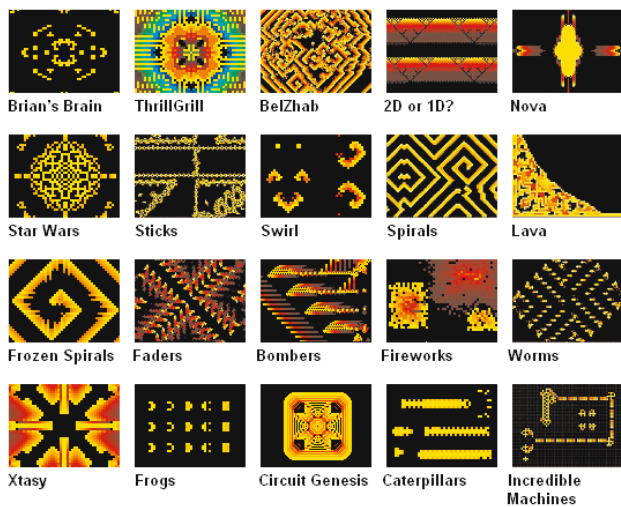 Brian's Brain
ThrillGrill
BelZhab
2D or 1D?
Nova
Star Wars
Sticks
Swirl
Spirals
Lava
Frozen Spirals
Faders
Bombers
Fireworks
Worms
Xtasy
Frogs
Circuit Genesis
Caterpillars
Incredible
Machines